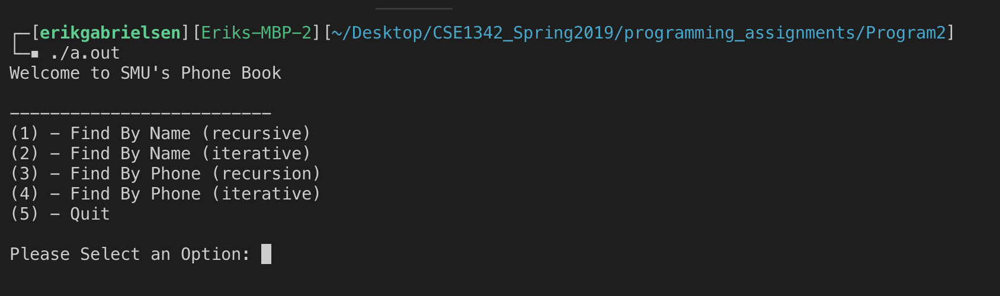 ┌─[erikgabrielsen][Eriks-MBP-2][~/Desktop/CSE1342_Spring2019/programming_assignments/Program2]
└─▪ ./a.out
Welcome to SMU's Phone Book
--------------------------
(1) - Find By Name (recursive)
(2) - Find By Name (iterative)
(3) - Find By Phone (recursion)
(4) - Find By Phone (iterative)
(5) - Quit
Please Select an Option: